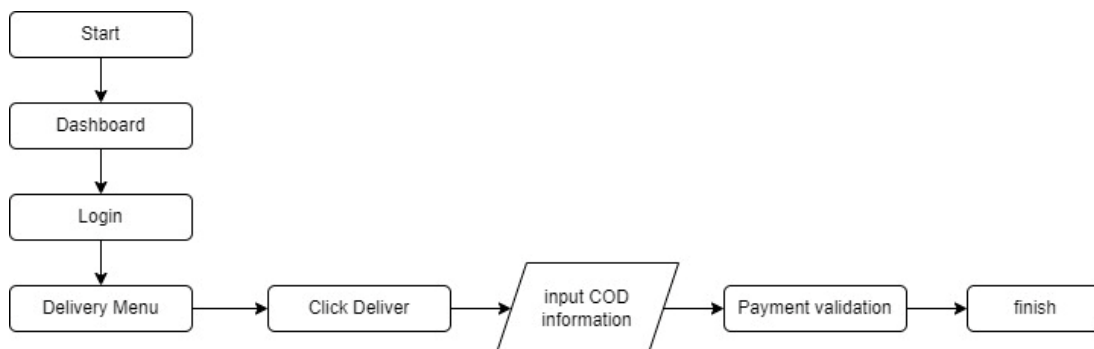 Start
Dashboard
Login
Delivery Menu
Click Deliver
input COD
information
Payment validation
finish